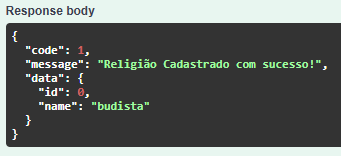 Response body
{
  "code": 1,
  "message": "Religião Cadastrado com sucesso!",
  "data": {
    "id": 0,
    "name": "budista"
  }
}